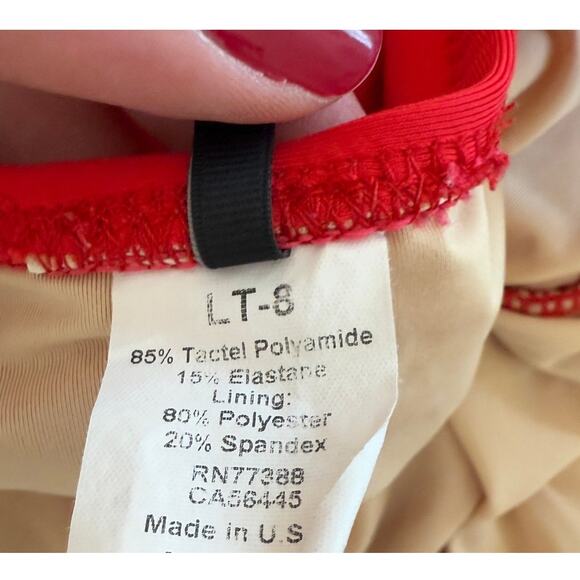 LT-8
85% Tactel Polyamide
15% Elastane
Lining:
80% Polyester
20% Spandex
RN77388
CA56445
Made in U.S